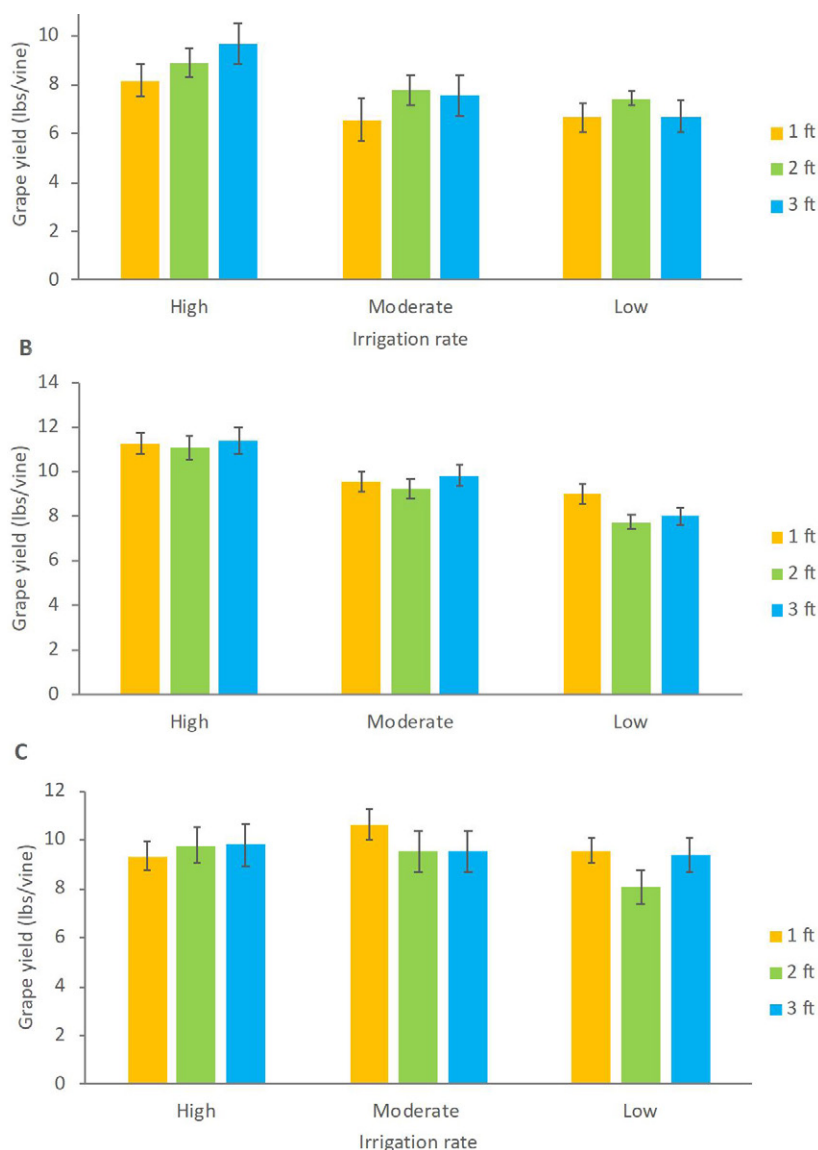 Grape yield (lbs/vine)
10
8
6
4
2
0
High Moderate Low
Irrigation rate
1 ft
2 ft
3 ft
B
Grape yield (lbs/vine)
14
12
10
8
6
4
2
0
High Moderate Low
1 ft
2 ft
3 ft
C
Grape yield (lbs/vine)
12
10
8
6
4
2
0
High Moderate Low
Irrigation rate
1 ft
2 ft
3 ft